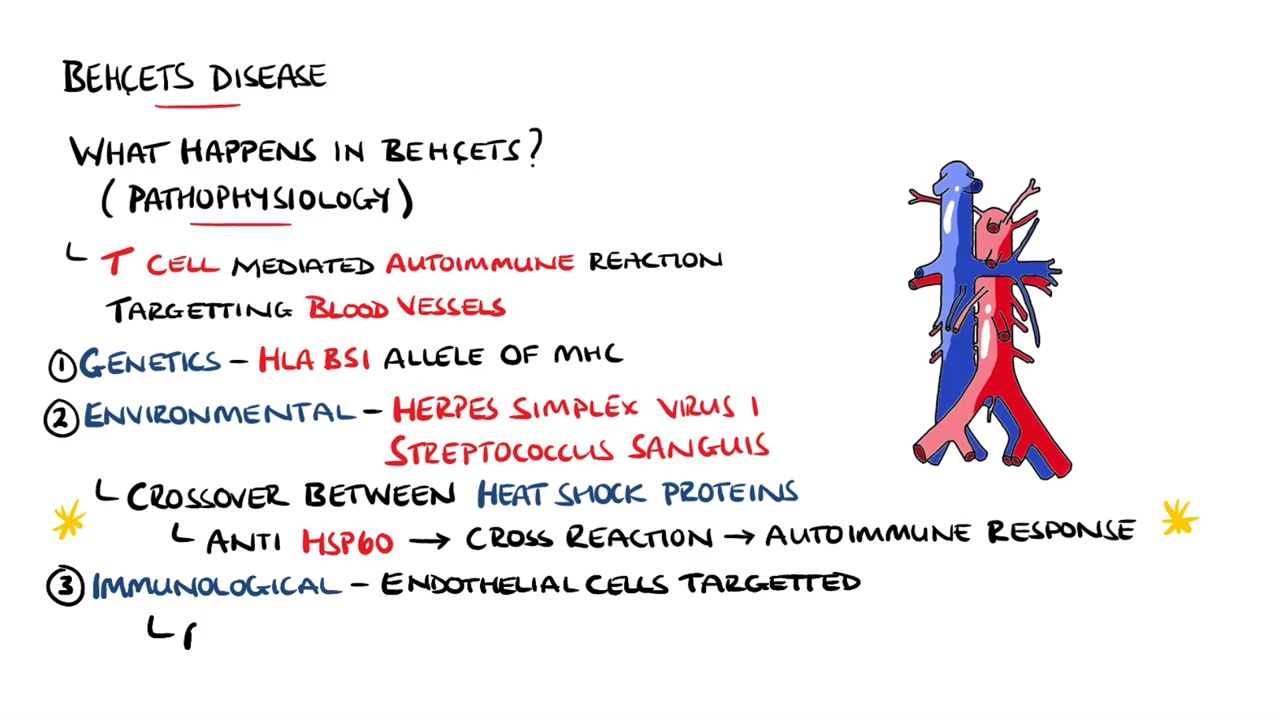 BEHÇETS DISEASE
WHAT HAPPENS IN BEHÇETS?
(PATHOPHYSIOLOGY)
T CELL MEDIATED AUTOIMMUNE REACTION
TARGETTING BLOOD VESSELS
1 GENETICS – HLA B51 ALLELE OF MHC
2 ENVIRONMENTAL – HERPES SIMPLEX VIRUS 1
STREPTOCOCCUS SANGUIS
CROSSOVER BETWEEN HEAT SHOCK PROTEINS
ANTI HSP60 → CROSS REACTION → AUTOIMMUNE RESPONSE
3 IMMUNOLOGICAL – ENDOTHELIAL CELLS TARGETTED